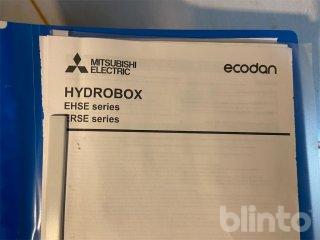 MITSUBISHI
ELECTRIC
ecodan
HYDROBOX
EHSE series
ERSE series
blinto